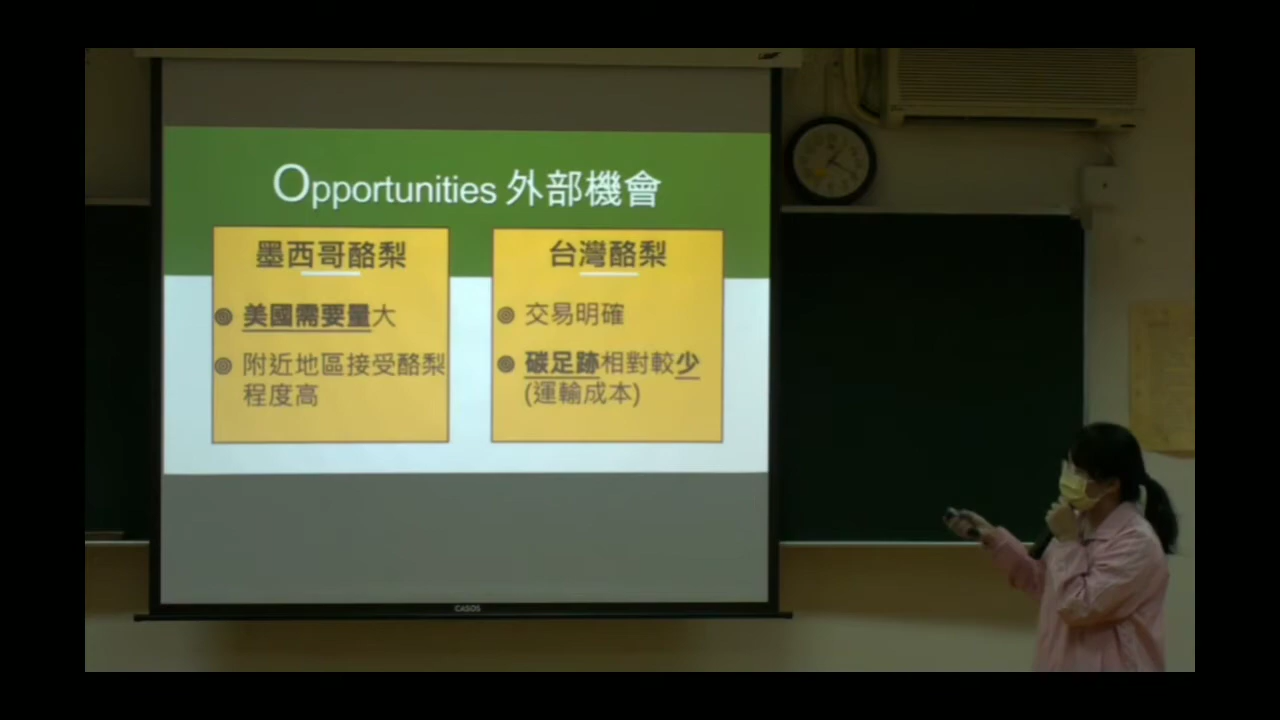 Opportunities 外部機會
墨西哥酪梨
美國需要量大
附近地區接受酪梨
程度高
台灣酪梨
交易明確
碳足跡相對較少
(運輸成本)
CASOS